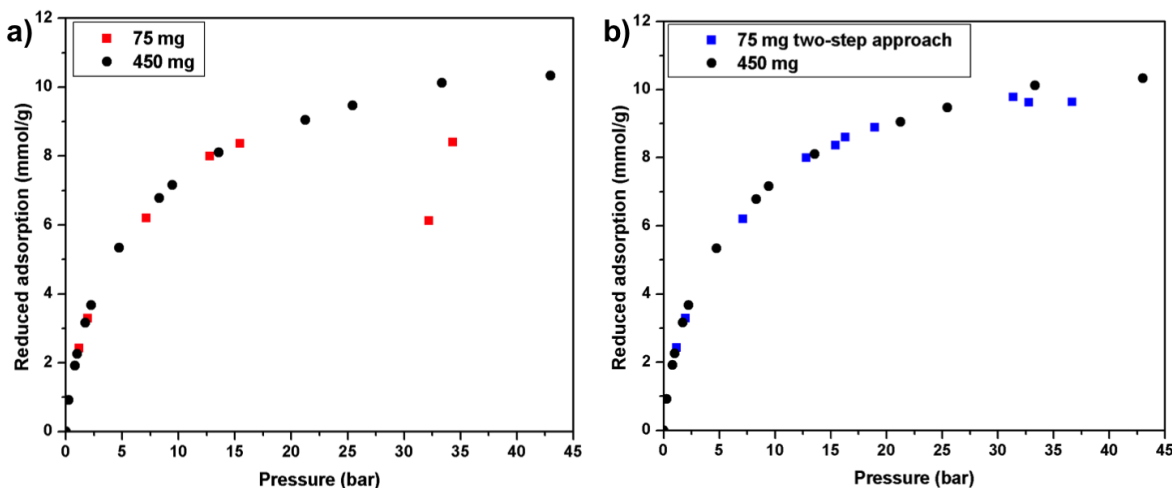 a)
75 mg
450 mg
Reduced adsorption (mmol/g)
12
10
8
6
4
2
0
0 5 10 15 20 25 30 35 40 45
Pressure (bar)
b)
75 mg two-step approach
450 mg
Reduced adsorption (mmol/g)
12
10
8
6
4
2
0
0 5 10 15 20 25 30 35 40 45
Pressure (bar)